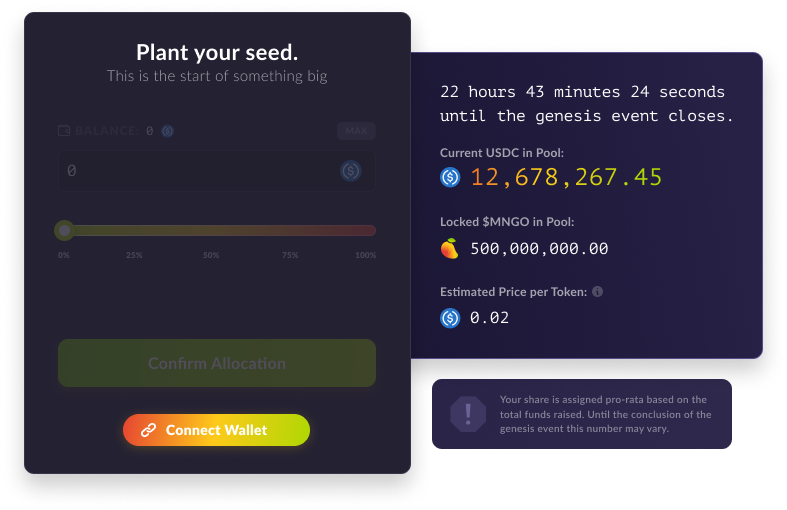 Plant your seed.
This is the start of something big
BALANCE: 0
MAX
0
0%
25%
50%
75%
100%
Confirm Allocation
Connect Wallet
22 hours 43 minutes 24 seconds
until the genesis event closes.
Current USDC in Pool:
12,678,267.45
Locked $MNGO in Pool:
500,000,000.00
Estimated Price per Token:
0.02
Your share is assigned pro-rata based on the
total funds raised. Until the conclusion of the
genesis event this number may vary.